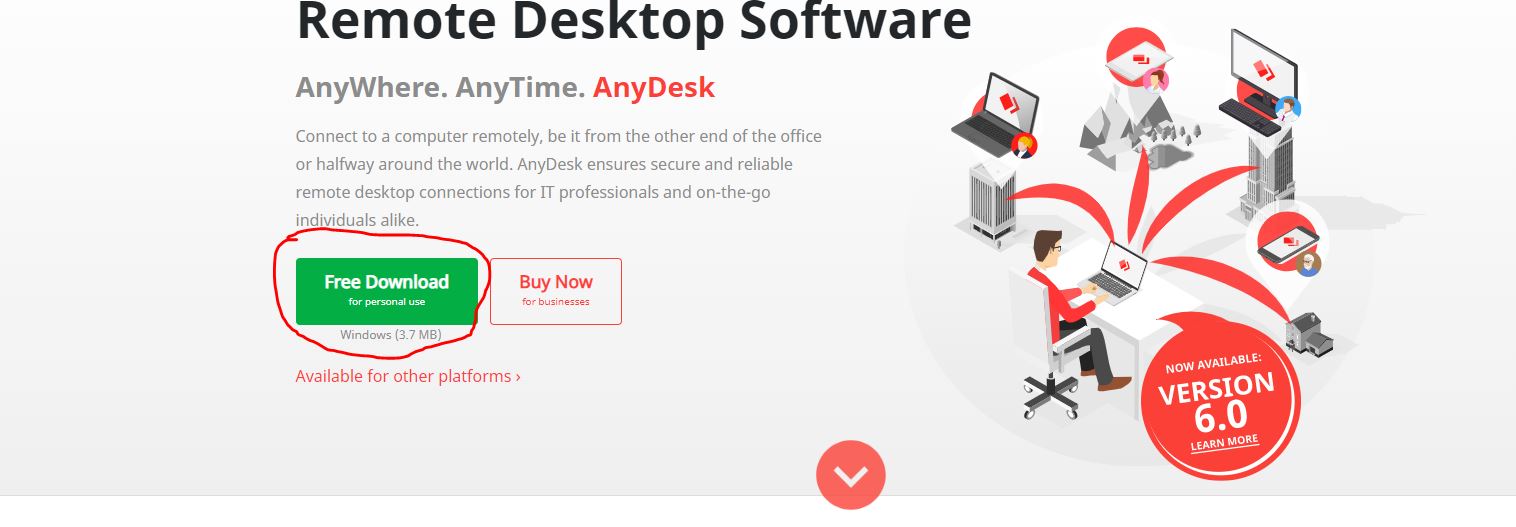 Remote Desktop Software
AnyWhere. AnyTime. AnyDesk
Connect to a computer remotely, be it from the other end of the office
or halfway around the world. AnyDesk ensures secure and reliable
remote desktop connections for IT professionals and on-the-go
individuals alike.
Free Download
for personal use
Buy Now
for businesses
Windows (3.7 MB)
Available for other platforms ›
NOW AVAILABLE:
VERSION
6.0
LEARN MORE